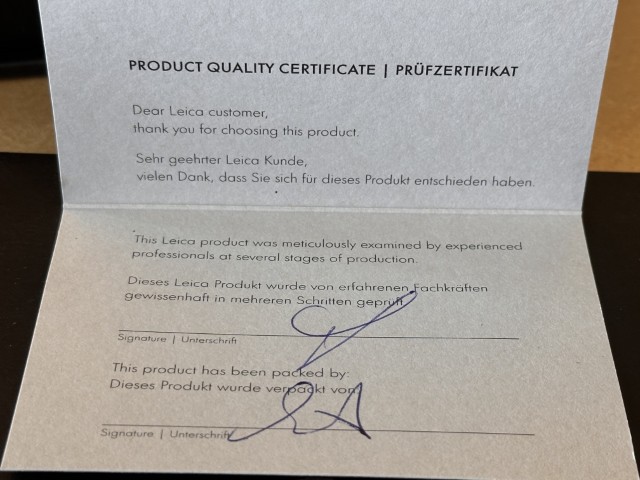 PRODUCT QUALITY CERTIFICATE | PRÜFZERTIFIKAT
Dear Leica customer,
thank you for choosing this product.
Sehr geehrter Leica Kunde,
vielen Dank, dass Sie sich für dieses Produkt entschieden haben.
This Leica product was meticulously examined by experienced
professionals at several stages of production.
Dieses Leica Produkt wurde von erfahrenen Fachkräften
gewissenhaft in mehreren Schritten geprüft.
Signature | Unterschrift
This product has been packed by:
Dieses Produkt wurde verpackt von:
Signature | Unterschrift